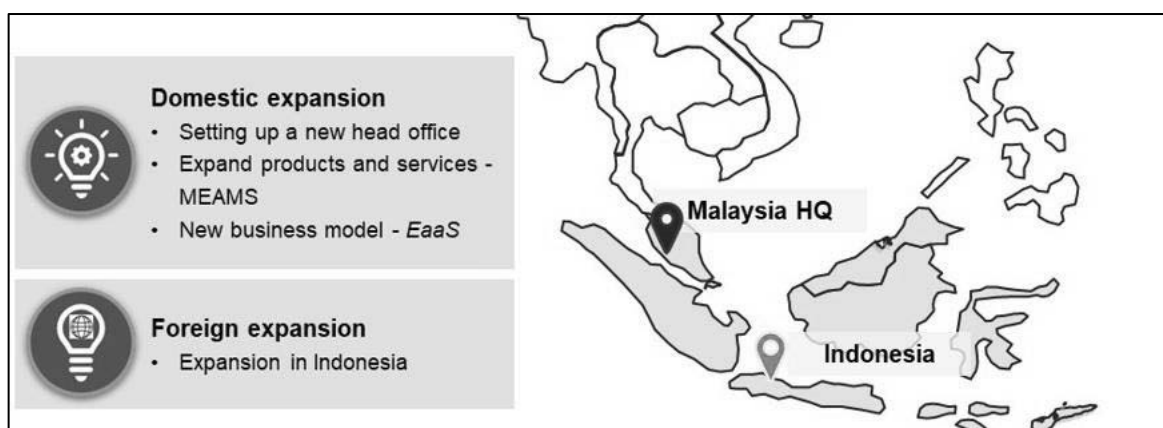 Domestic expansion
• Setting up a new head office
• Expand products and services -
MEAMS
• New business model - EaaS
Foreign expansion
• Expansion in Indonesia
Malaysia HQ
Indonesia